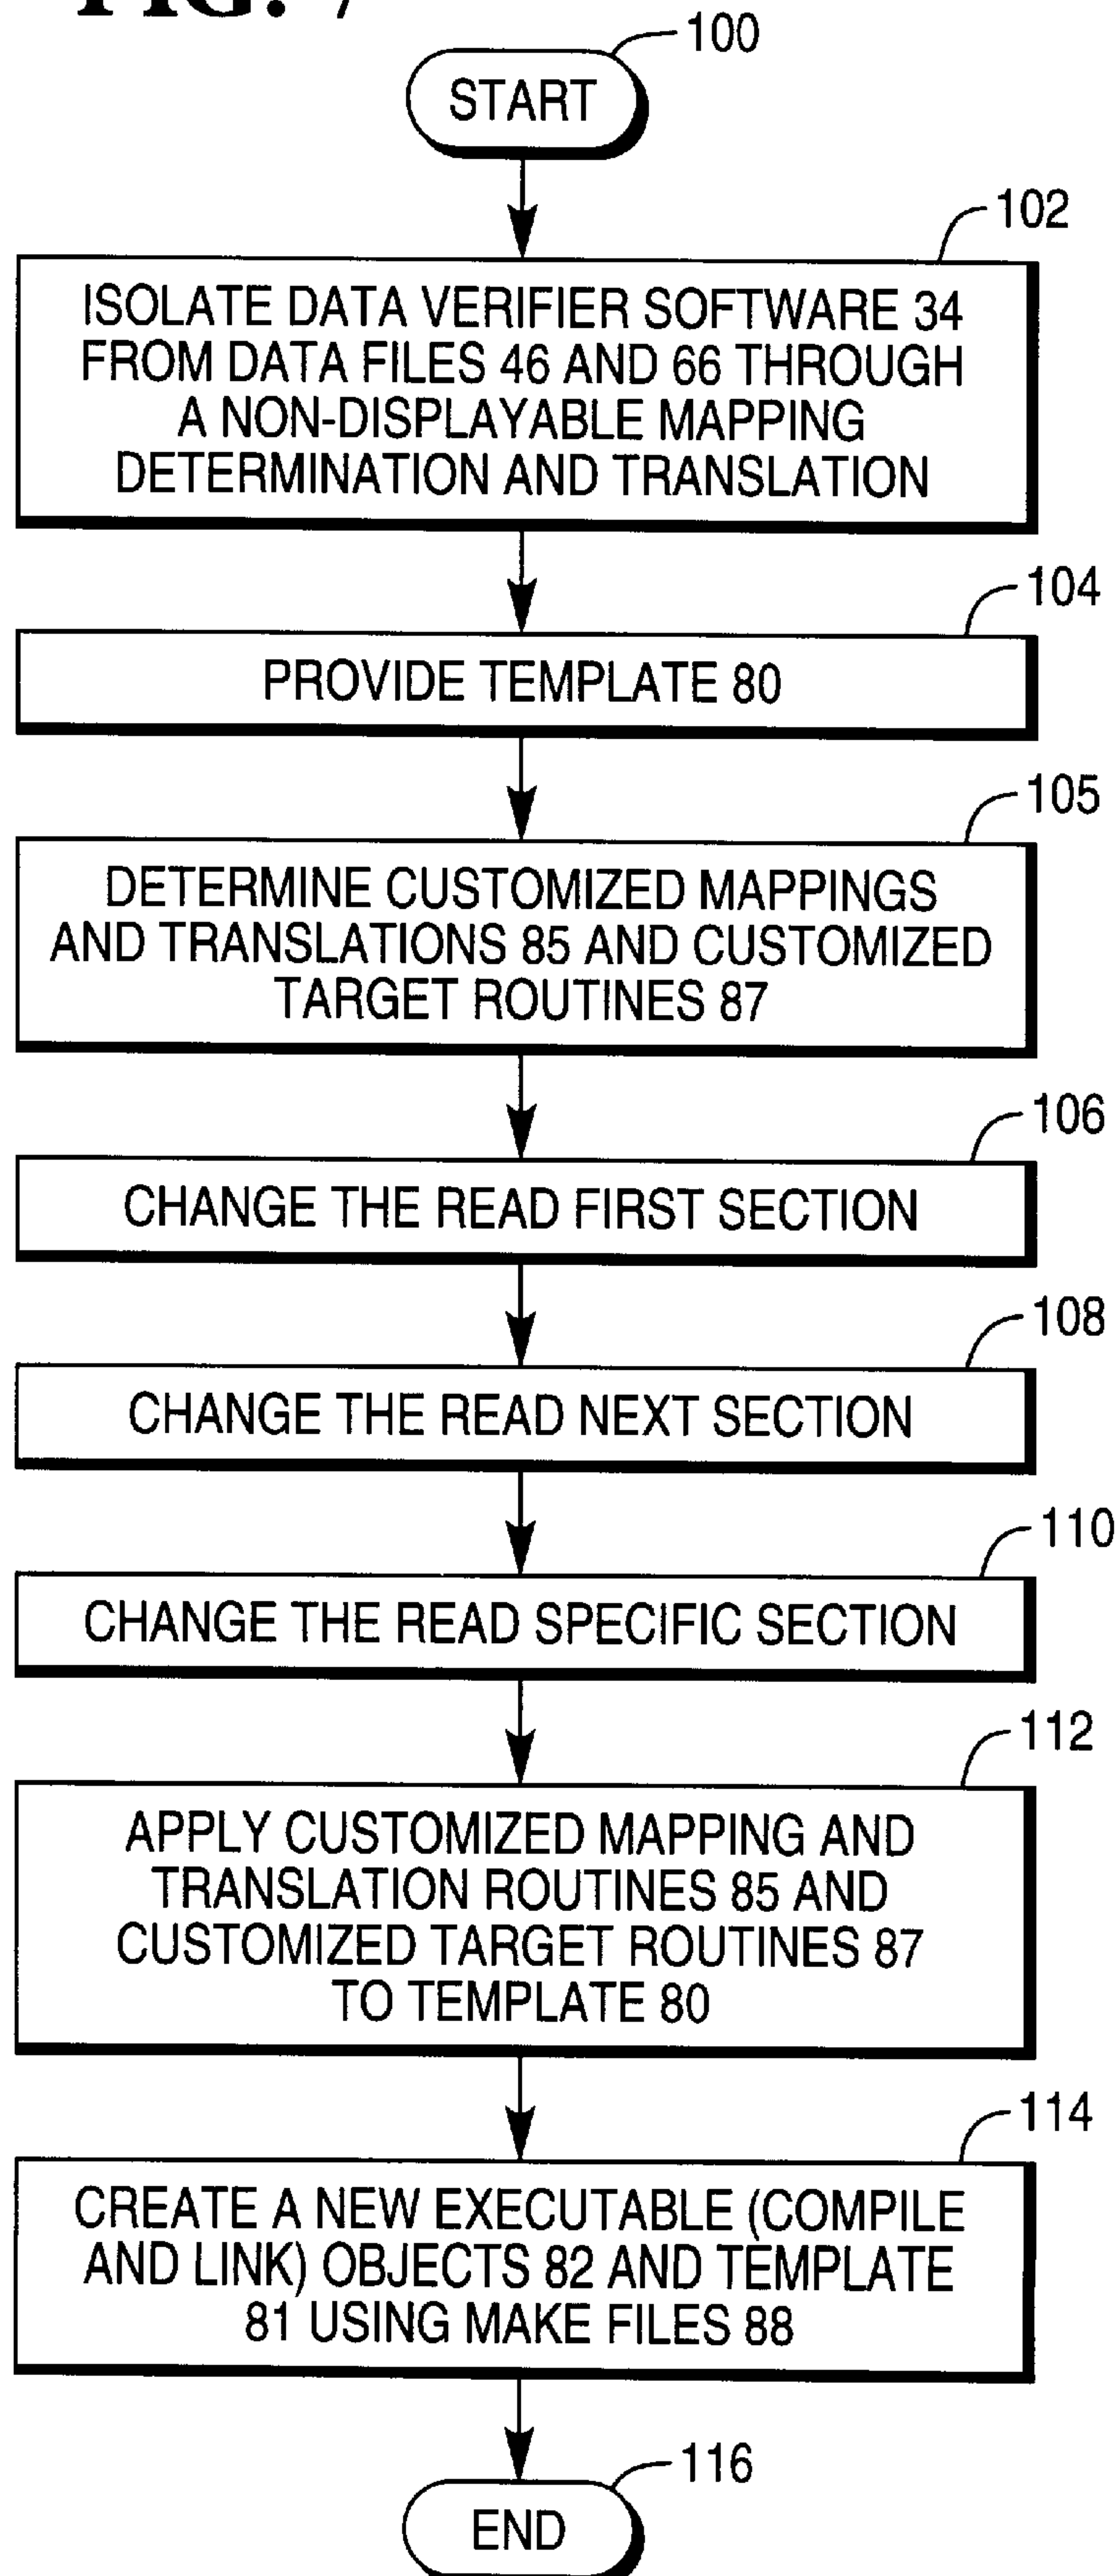 FIG. 7
100
START
102
ISOLATE DATA VERIFIER SOFTWARE 34
FROM DATA FILES 46 AND 66 THROUGH
A NON-DISPLAYABLE MAPPING
DETERMINATION AND TRANSLATION
104
PROVIDE TEMPLATE 80
105
DETERMINE CUSTOMIZED MAPPINGS
AND TRANSLATIONS 85 AND CUSTOMIZED
TARGET ROUTINES 87
106
CHANGE THE READ FIRST SECTION
108
CHANGE THE READ NEXT SECTION
110
CHANGE THE READ SPECIFIC SECTION
112
APPLY CUSTOMIZED MAPPING AND
TRANSLATION ROUTINES 85 AND
CUSTOMIZED TARGET ROUTINES 87
TO TEMPLATE 80
114
CREATE A NEW EXECUTABLE (COMPILE
AND LINK) OBJECTS 82 AND TEMPLATE
81 USING MAKE FILES 88
116
END